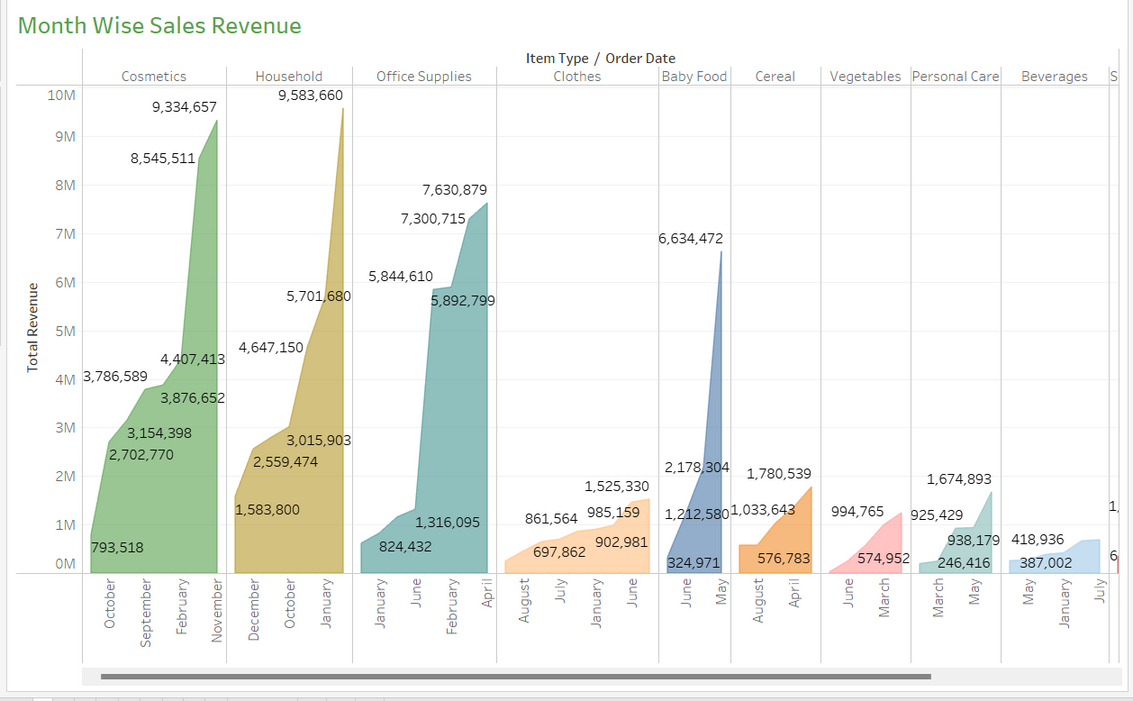 Month Wise Sales Revenue
Item Type / Order Date
Cosmetics Household Office Supplies Clothes Baby Food Cereal Vegetables Personal Care Beverages S
Total Revenue
10M
9M
8M
7M
6M
5M
4M
3M
2M
1M
0M
9,334,657
8,545,511
4,407,413
3,786,589
3,876,652
3,154,398
2,702,770
793,518
9,583,660
5,701,680
4,647,150
3,015,903
2,559,474
1,583,800
7,630,879
7,300,715
5,844,610
5,892,799
1,316,095
824,432
1,525,330
861,564
985,159
902,981
697,862
6,634,472
2,178,304
1,212,580
324,971
1,780,539
1,033,643
576,783
994,765
574,952
1,674,893
925,429
938,179
246,416
418,936
387,002
1,
6
October September February November December October January January June February April August July January June June May August April June March March May May January July